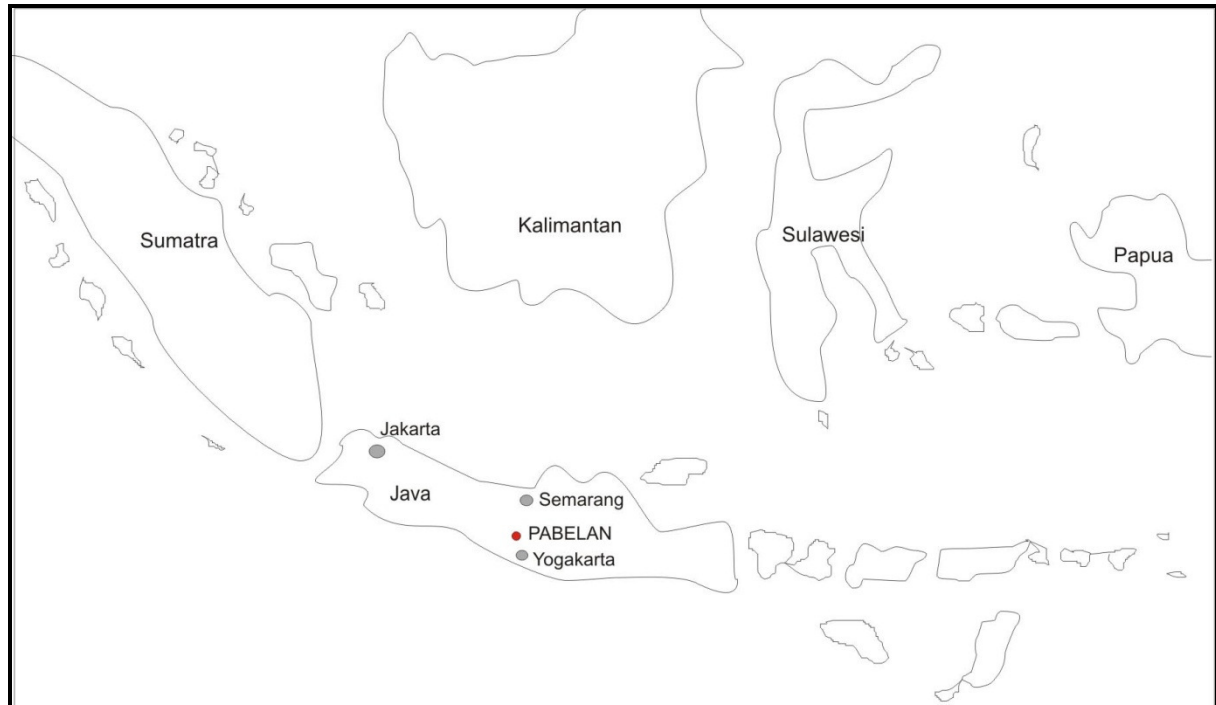 Kalimantan
Sulawesi
Sumatra
Papua
Jakarta
Java
Semarang
PABELAN
Yogakarta